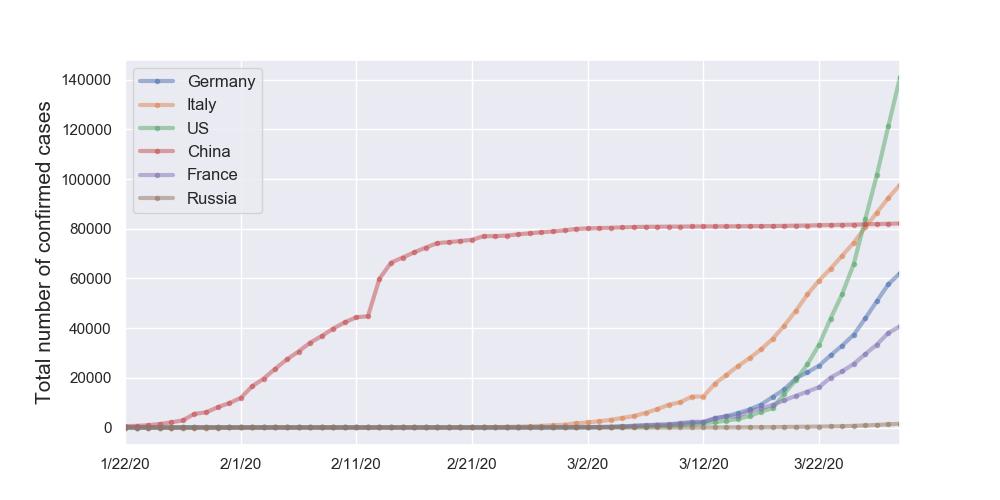 Total number of confirmed cases
140000
120000
100000
80000
60000
40000
20000
0
Germany
Italy
US
China
France
Russia
1/22/20 2/1/20 2/11/20 2/21/20 3/2/20 3/12/20 3/22/20